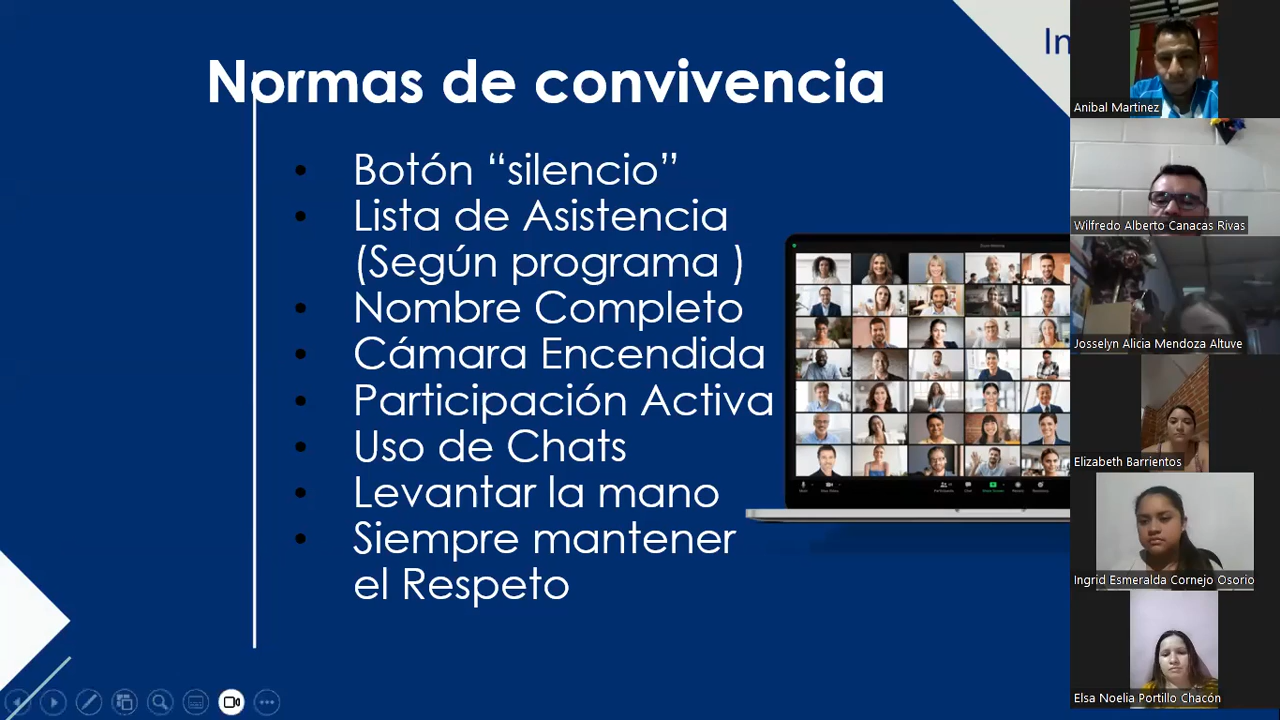 Normas de convivencia
In
Botón “silencio”
Lista de Asistencia
(Según programa )
Nombre Completo
Cámara Encendida
Participación Activa
Uso de Chats
Levantar la mano
Siempre mantener
el Respeto
Anibal Martinez
Wilfredo Alberto Canacas Rivas
Josselyn Alicia Mendoza Altuve
Elizabeth Barrientos
Ingrid Esmeralda Cornejo Osorio
Elsa Noelia Portillo Chacón